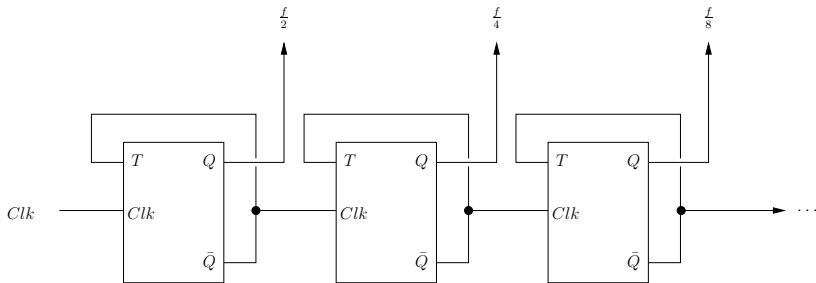 f/2 f/4 f/8
T Q T Q T Q
Clk Clk Clk Clk ...
Q̄ Q̄ Q̄